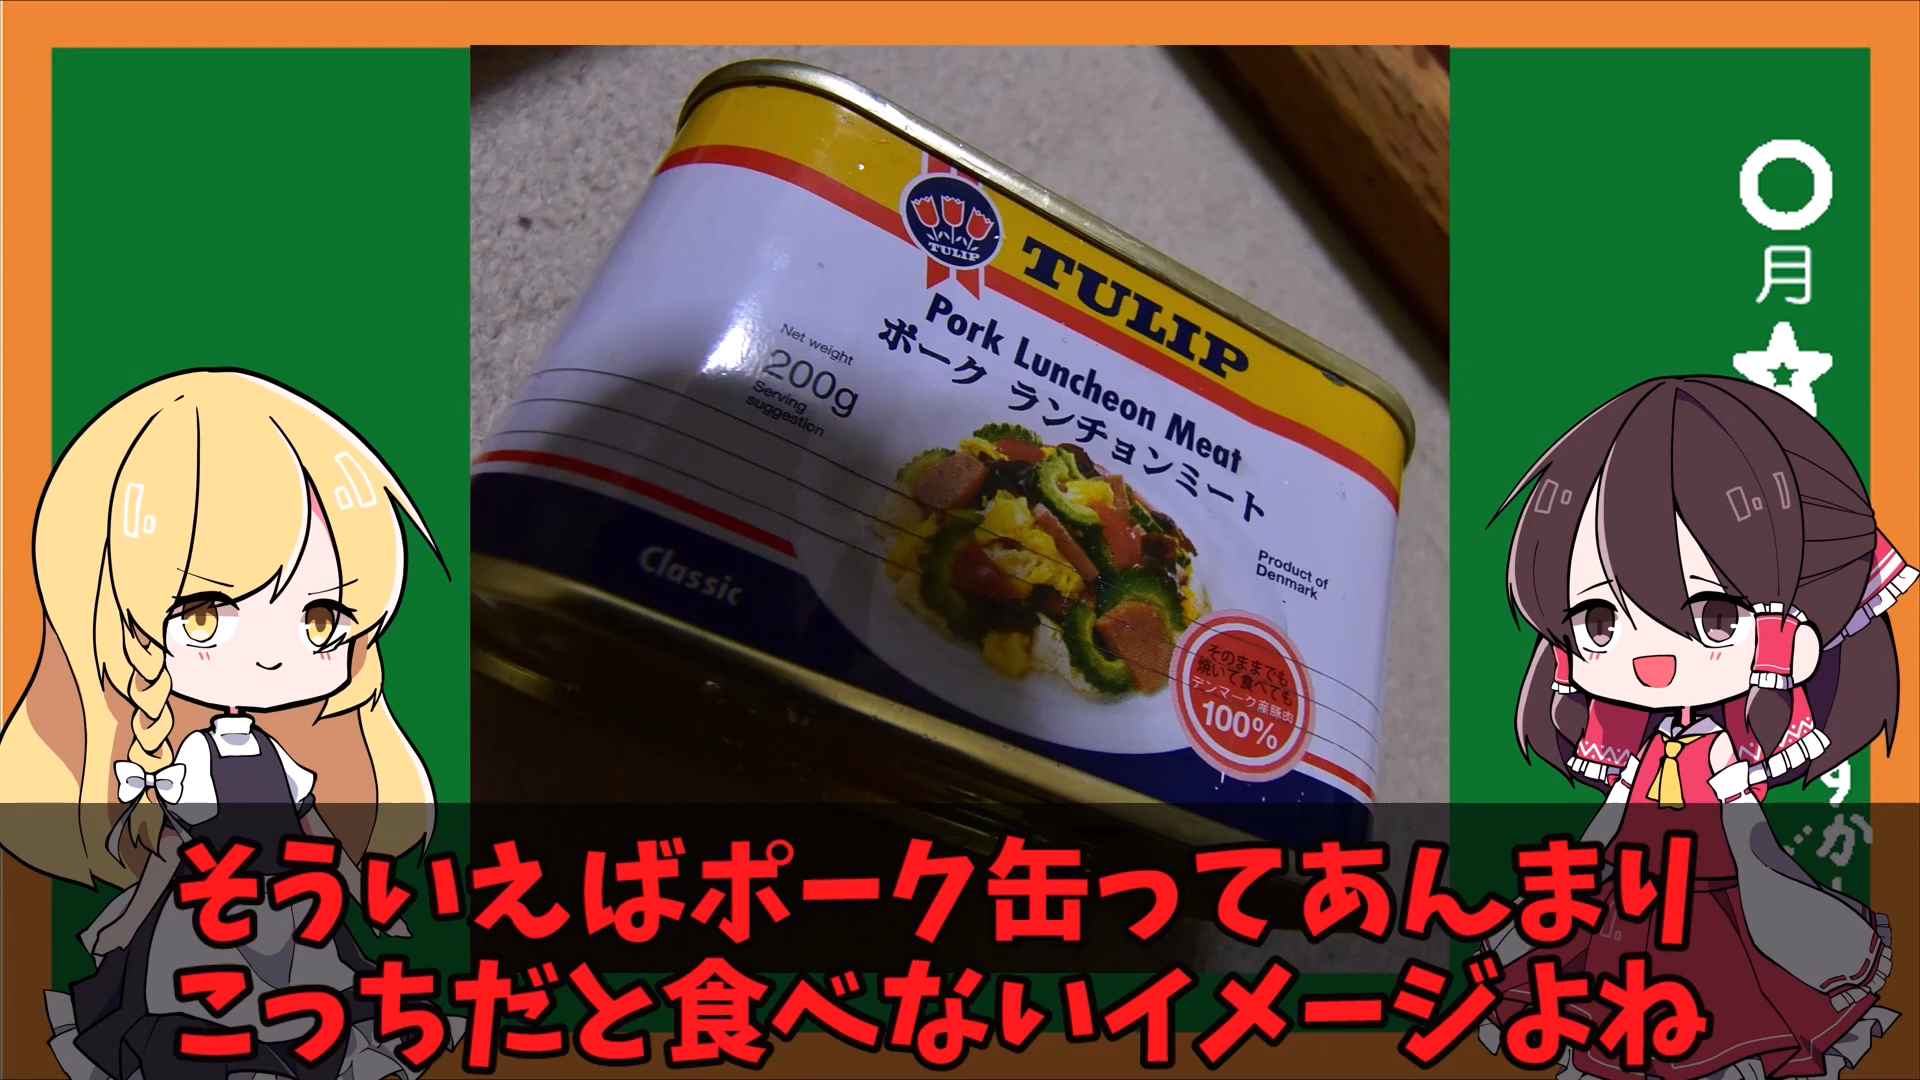 TULIP
TULIP
Pork Luncheon Meat
ポーク ランチョンミート
Net weight
200g
Serving
suggestion
Product of
Denmark
Classic
そのままでも
焼いて食べても
デンマーク産豚肉
100%
〇月
そういえばポーク缶ってあんまり
こっちだと食べないイメージよね